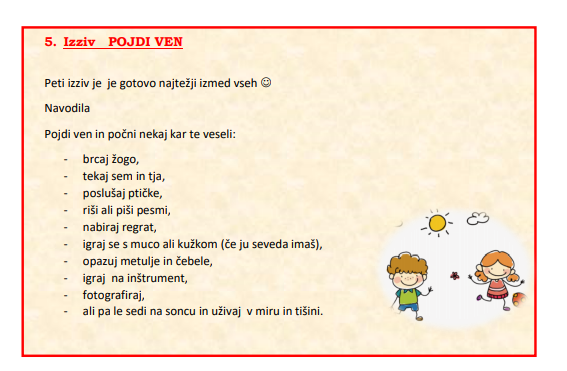 5. Izziv POJDI VEN
Peti izziv je je gotovo najtežji izmed vseh ☺
Navodila
Pojdi ven in počni nekaj kar te veseli:
- brcaj žogo,
- tekaj sem in tja,
- poslušaj ptičke,
- riši ali piši pesmi,
- nabiraj regrat,
- igraj se s muco ali kužkom (če ju seveda imaš),
- opazuj metulje in čebele,
- igraj na inštrument,
- fotografiraj,
- ali pa le sedi na soncu in uživaj v miru in tišini.